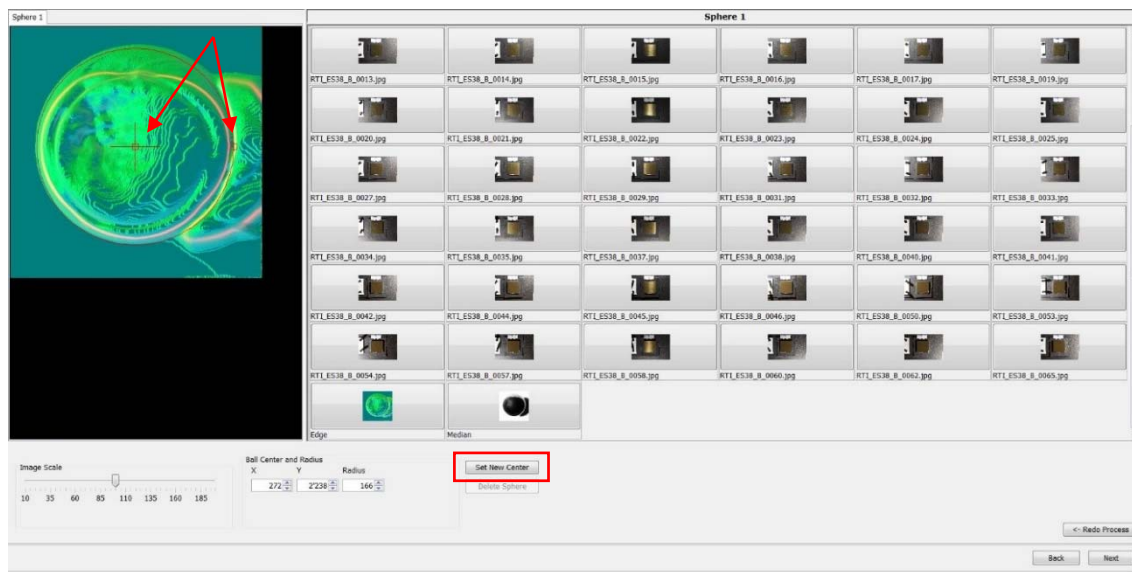 Sphere 1
Sphere 1
RTI_ES38_B_0013.jpg RTI_ES38_B_0014.jpg RTI_ES38_B_0015.jpg RTI_ES38_B_0016.jpg RTI_ES38_B_0017.jpg RTI_ES38_B_0019.jpg
RTI_ES38_B_0020.jpg RTI_ES38_B_0021.jpg RTI_ES38_B_0022.jpg RTI_ES38_B_0023.jpg RTI_ES38_B_0024.jpg RTI_ES38_B_0025.jpg
RTI_ES38_B_0027.jpg RTI_ES38_B_0028.jpg RTI_ES38_B_0029.jpg RTI_ES38_B_0031.jpg RTI_ES38_B_0032.jpg RTI_ES38_B_0033.jpg
RTI_ES38_B_0034.jpg RTI_ES38_B_0035.jpg RTI_ES38_B_0037.jpg RTI_ES38_B_0038.jpg RTI_ES38_B_0040.jpg RTI_ES38_B_0041.jpg
RTI_ES38_B_0042.jpg RTI_ES38_B_0044.jpg RTI_ES38_B_0045.jpg RTI_ES38_B_0046.jpg RTI_ES38_B_0050.jpg RTI_ES38_B_0053.jpg
RTI_ES38_B_0054.jpg RTI_ES38_B_0057.jpg RTI_ES38_B_0058.jpg RTI_ES38_B_0060.jpg RTI_ES38_B_0062.jpg RTI_ES38_B_0065.jpg
Edge Median
Image Scale
10 35 60 85 110 135 160 185
Ball Center and Radius
X Y Radius
272 2'238 166
Set New Center
Delete Sphere
<- Redo Process
Back Next